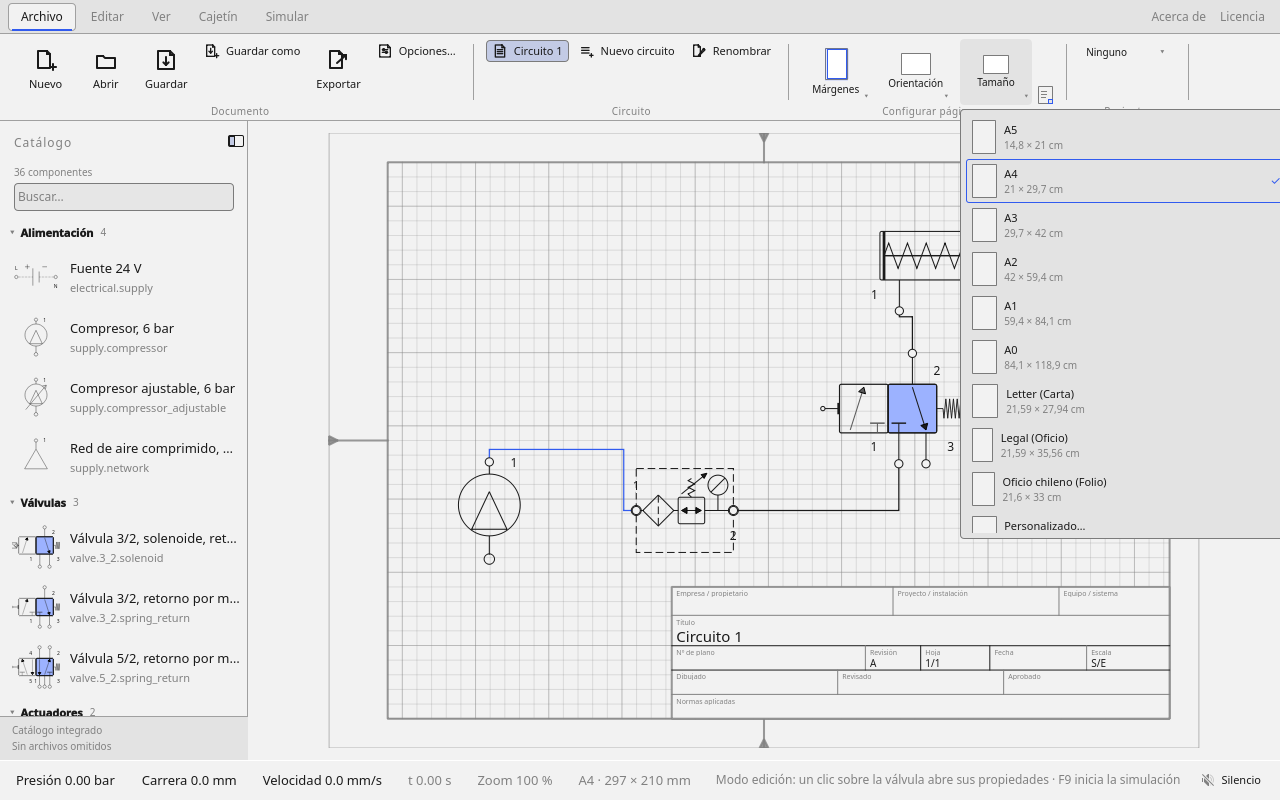 Archivo Editar Ver Cajetín Simular Acerca de Licencia
Nuevo Abrir Guardar Guardar como Exportar Opciones...
Documento
Circuito 1 Nuevo circuito Renombrar
Circuito
Márgenes Orientación Tamaño
Configurar pági
Ninguno
Catálogo
36 componentes
Buscar...
Alimentación 4
Fuente 24 V
electrical.supply
Compresor, 6 bar
supply.compressor
Compresor ajustable, 6 bar
supply.compressor_adjustable
Red de aire comprimido, ...
supply.network
Válvulas 3
Válvula 3/2, solenoide, ret...
valve.3_2.solenoid
Válvula 3/2, retorno por m...
valve.3_2.spring_return
Válvula 5/2, retorno por m...
valve.5_2.spring_return
Actuadores 2
Catálogo integrado
Sin archivos omitidos
1
2
1 3
1
1
2
A5
14,8 × 21 cm
A4
21 × 29,7 cm
A3
29,7 × 42 cm
A2
42 × 59,4 cm
A1
59,4 × 84,1 cm
A0
84,1 × 118,9 cm
Letter (Carta)
21,59 × 27,94 cm
Legal (Oficio)
21,59 × 35,56 cm
Oficio chileno (Folio)
21,6 × 33 cm
Personalizado...
Empresa / propietario Proyecto / instalación Equipo / sistema
Título
Circuito 1
Nº de plano Revisión Hoja Fecha Escala
A 1/1 S/E
Dibujado Revisado Aprobado
Normas aplicadas
Presión 0.00 bar Carrera 0.0 mm Velocidad 0.0 mm/s t 0.00 s Zoom 100 % A4 · 297 × 210 mm Modo edición: un clic sobre la válvula abre sus propiedades · F9 inicia la simulación Silencio